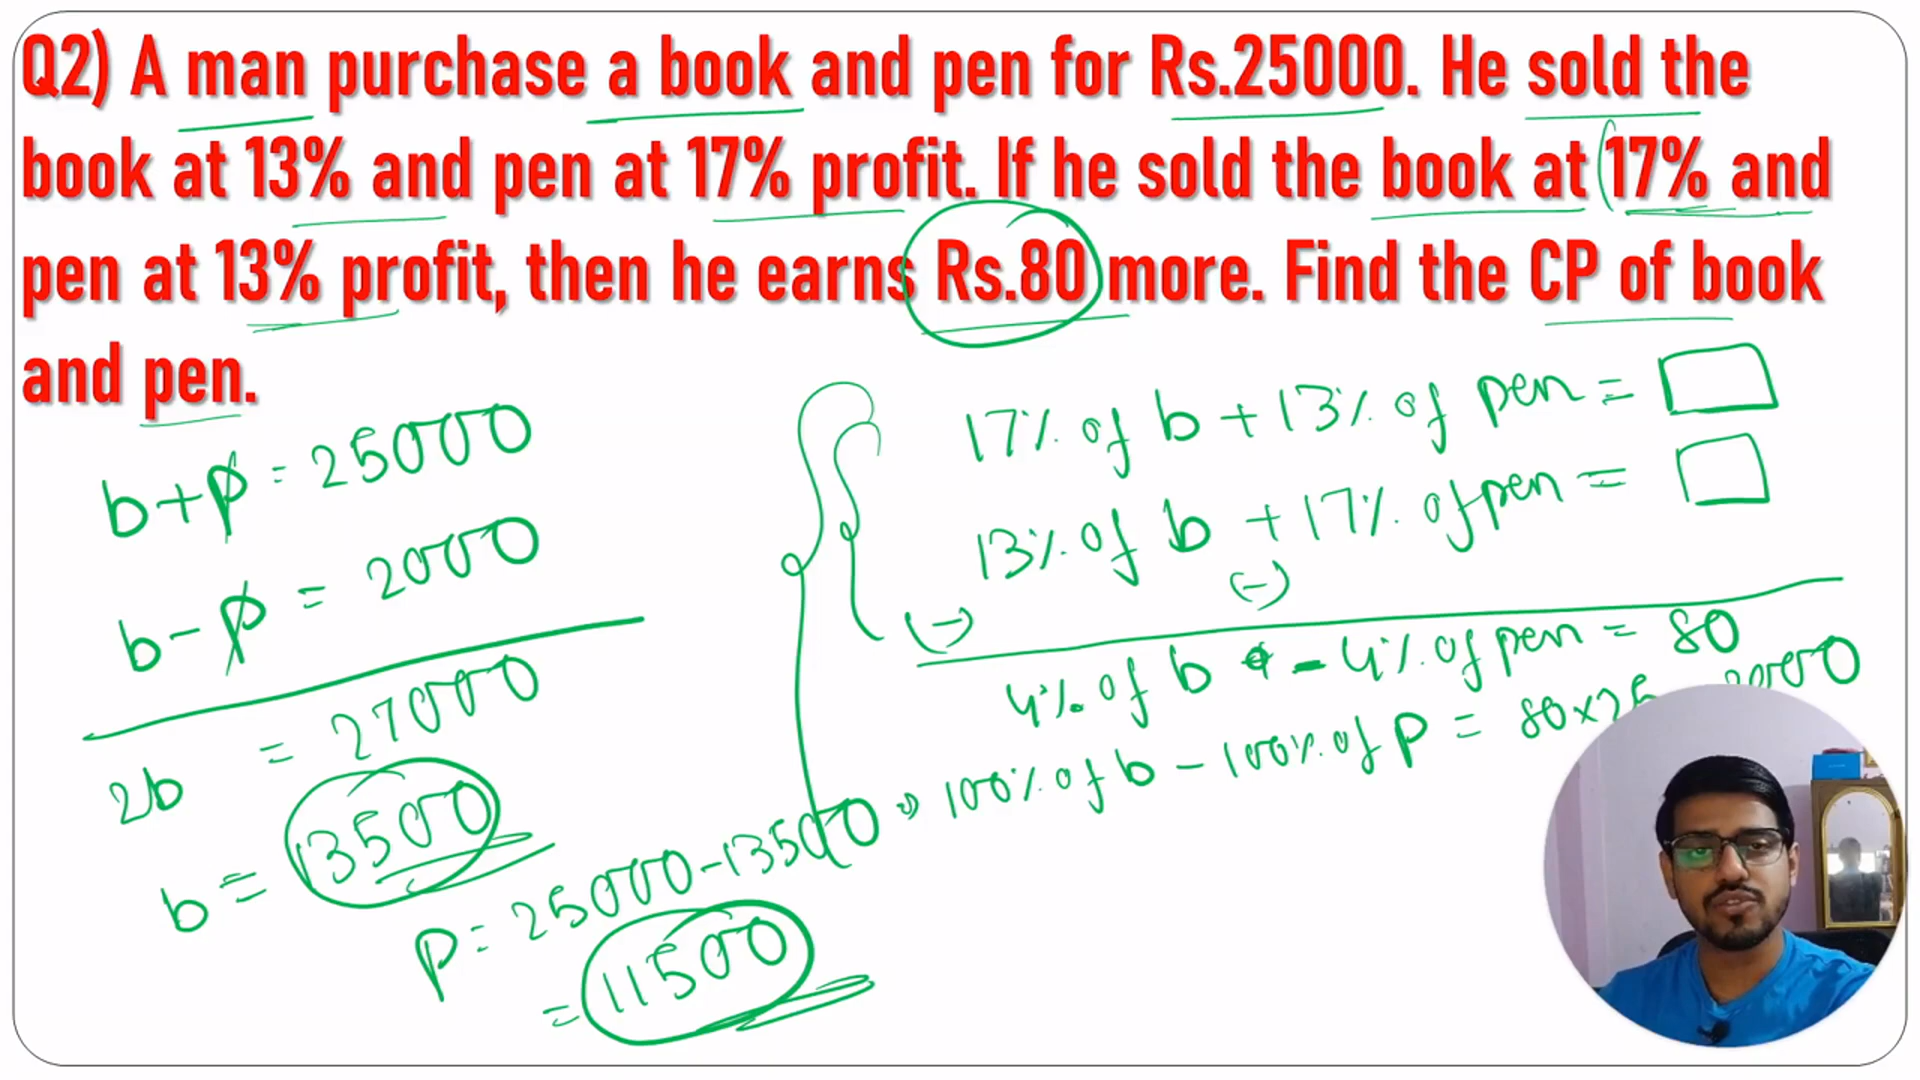 Q2) A man purchase a book and pen for Rs.25000. He sold the
book at 13% and pen at 17% profit. If he sold the book at 17% and
pen at 13% profit, then he earns Rs.80 more. Find the CP of book
and pen.
b+p = 25000
b-p = 2000
2b = 27000
b = 13500
p = 25000-13500
= 11500
17% of b + 13% of pen =
13% of b + 17% of pen =
(-) (-)
4% of b - 4% of pen = 80
100% of b - 100% of p = 80×25 2000